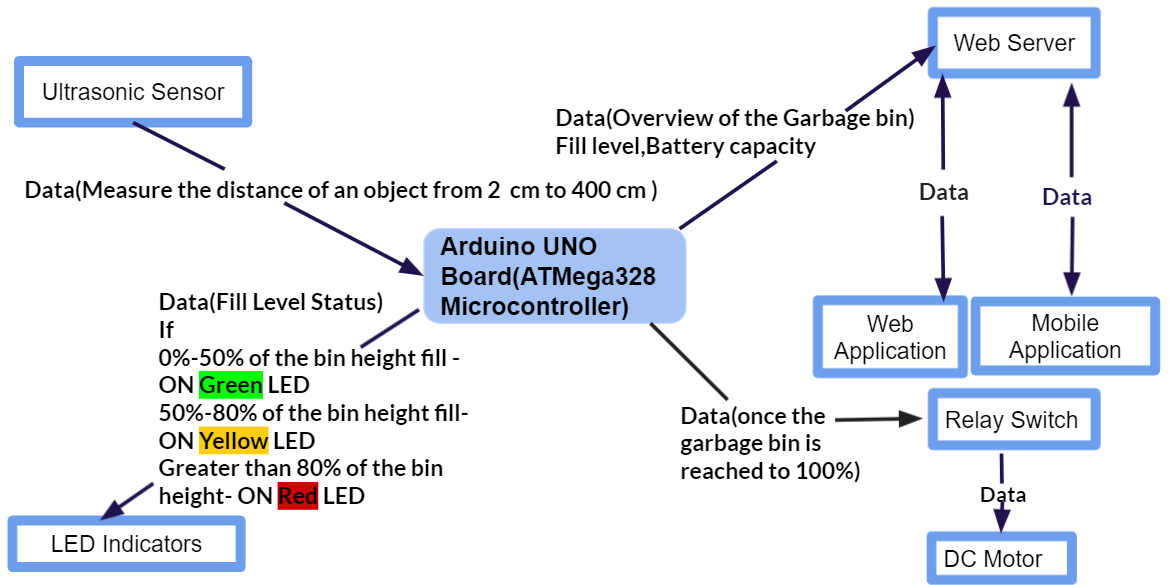 Web Server
Ultrasonic Sensor
Data(Overview of the Garbage bin)
Fill level,Battery capacity
Data
Data
Data(Measure the distance of an object from 2 cm to 400 cm )
Arduino UNO
Board(ATMega328
Microcontroller)
Data(Fill Level Status)
If
0%-50% of the bin height fill -
ON Green LED
50%-80% of the bin height fill-
ON Yellow LED
Greater than 80% of the bin
height- ON Red LED
LED Indicators
Web
Application
Mobile
Application
Data(once the
garbage bin is
reached to 100%)
Relay Switch
Data
DC Motor